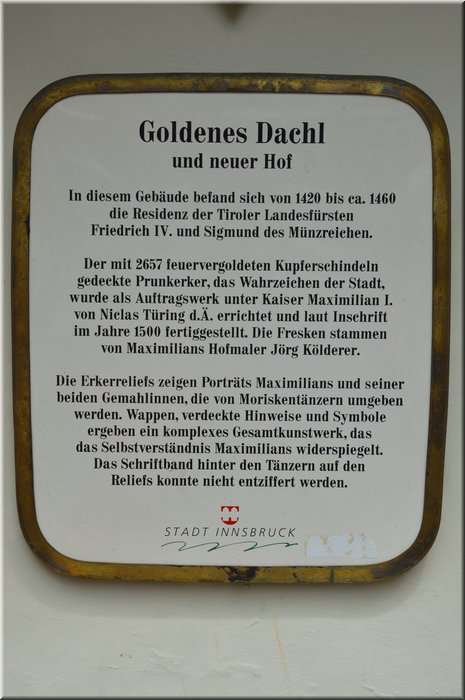 Goldenes Dachl
und neuer Hof
In diesem Gebäude befand sich von 1420 bis ca. 1460
die Residenz der Tiroler Landesfürsten
Friedrich IV. und Sigmund des Münzreichen.
Der mit 2657 feuervergoldeten Kupferschindeln
gedeckte Prunkerker, das Wahrzeichen der Stadt,
wurde als Auftragswerk unter Kaiser Maximilian I.
von Niclas Türing d.Ä. errichtet und laut Inschrift
im Jahre 1500 fertiggestellt. Die Fresken stammen
von Maximilians Hofmaler Jörg Kölderer.
Die Erkerreliefs zeigen Porträts Maximilians und seiner
beiden Gemahlinnen, die von Moriskentänzern umgeben
werden. Wappen, verdeckte Hinweise und Symbole
ergeben ein komplexes Gesamtkunstwerk, das
das Selbstverständnis Maximilians widerspiegelt.
Das Schriftband hinter den Tänzern auf den
Reliefs konnte nicht entziffert werden.
STADT INNSBRUCK